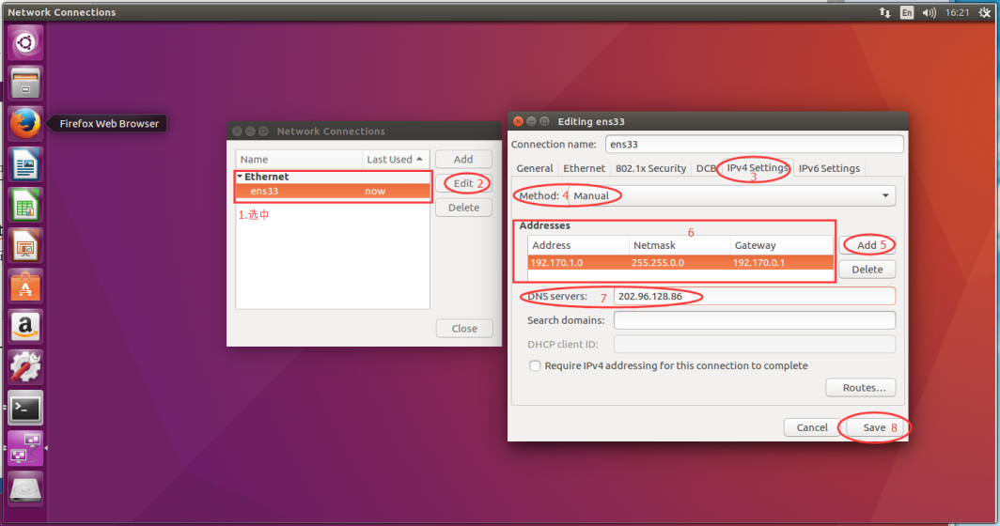 Network Connections
En
16:21
Firefox Web Browser
Network Connections
Name
Last Used
Add
Ethernet
Edit 2
ens33
now
Delete
1.选中
Close
Editing ens33
Connection name:
ens33
General
Ethernet
802.1x Security
DCB
IPv4 Settings
IPv6 Settings
3
Method: 4 Manual
Addresses
6
Address
Netmask
Gateway
Add 5
192.170.1.0
255.255.0.0
192.170.0.1
Delete
DNS servers: 7
202.96.128.86
Search domains:
DHCP client ID:
Require IPv4 addressing for this connection to complete
Routes...
Cancel
Save 8